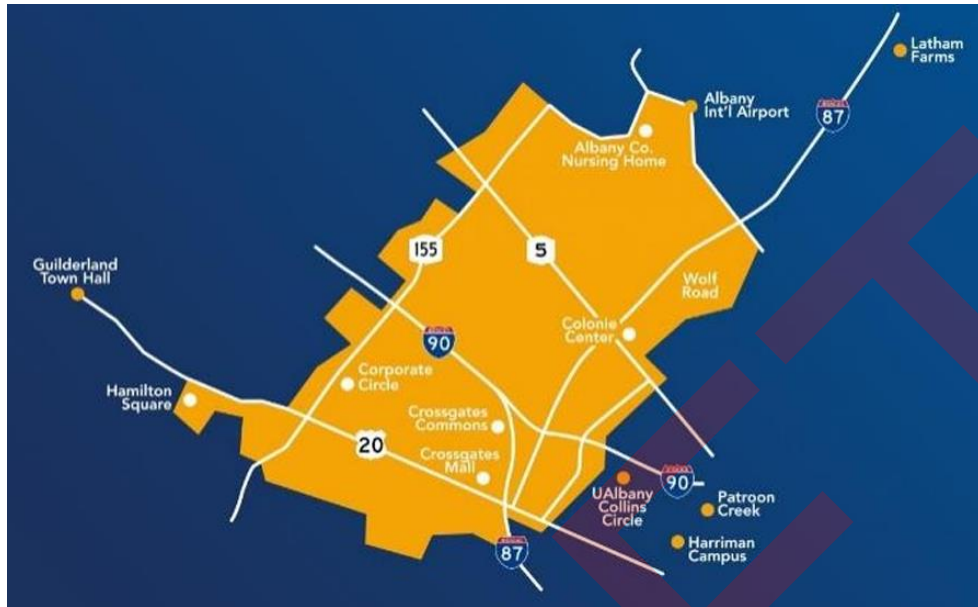 Latham
Farms
87
Albany
Int'l Airport
Albany Co.
Nursing Home
155
5
Guilderland
Town Hall
Wolf
Road
Colonie
Center
90
Corporate
Circle
Hamilton
Square
Crossgates
Commons
20
Crossgates
Mall
90
UAlbany
Collins
Circle
Patroon
Creek
Harriman
Campus
87